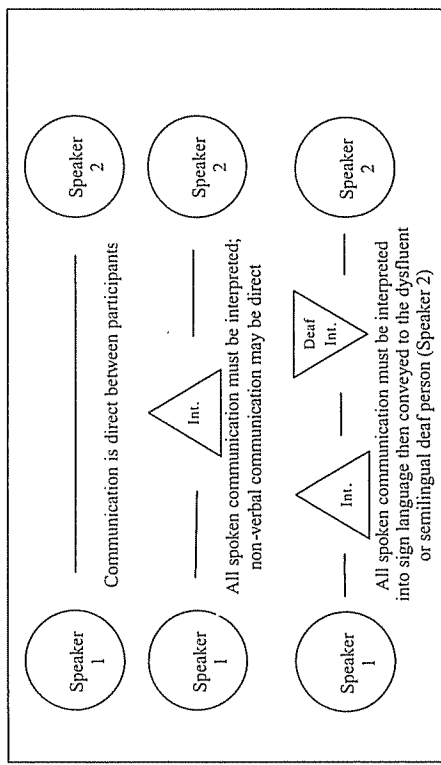 Speaker
1
Speaker
2
Communication is direct between participants
Speaker
1
Int.
Speaker
2
All spoken communication must be interpreted;
non-verbal communication may be direct
Speaker
1
Int.
Deaf
Int.
Speaker
2
All spoken communication must be interpreted
into sign language then conveyed to the dysfluent
or semilingual deaf person (Speaker 2)